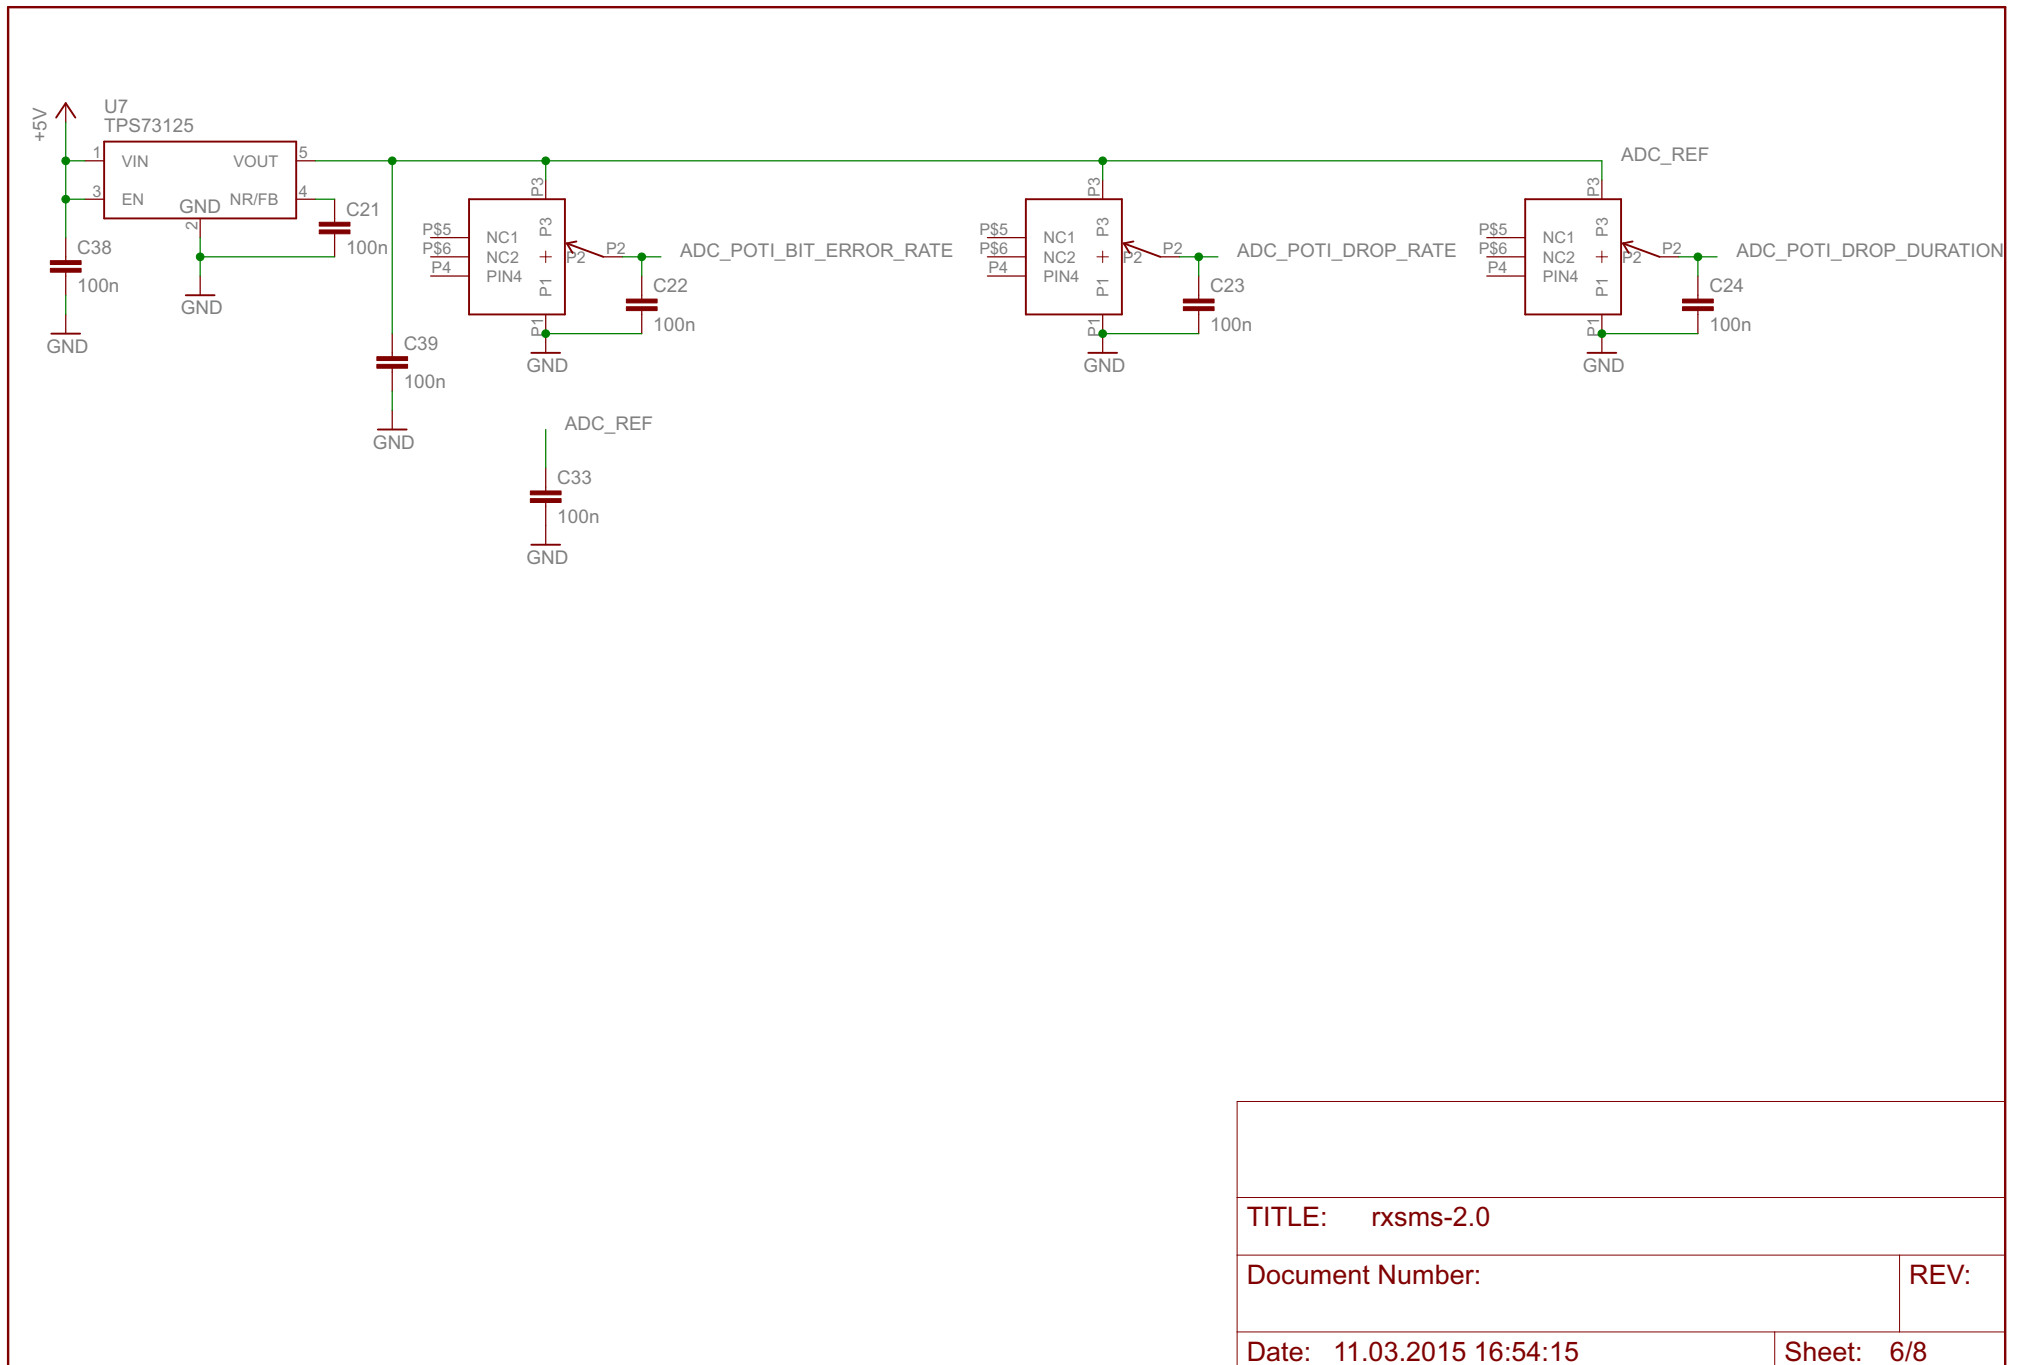 +5V
U7
TPS73125
1 VIN VOUT 5
3 EN GND NR/FB 4
2
C21
100n
C38
100n
GND
GND
C39
100n
GND
P3
P3
P$5 NC1
P$6 NC2
P4 PIN4
P2 P2
P1
P1
ADC_POTI_BIT_ERROR_RATE
C22
100n
GND
P3
P3
P$5 NC1
P$6 NC2
P4 PIN4
P2 P2
P1
P1
ADC_POTI_DROP_RATE
C23
100n
GND
ADC_REF
P3
P3
P$5 NC1
P$6 NC2
P4 PIN4
P2 P2
P1
P1
ADC_POTI_DROP_DURATION
C24
100n
GND
ADC_REF
C33
100n
GND
TITLE: rxsms-2.0
Document Number:
REV:
Date: 11.03.2015 16:54:15
Sheet: 6/8